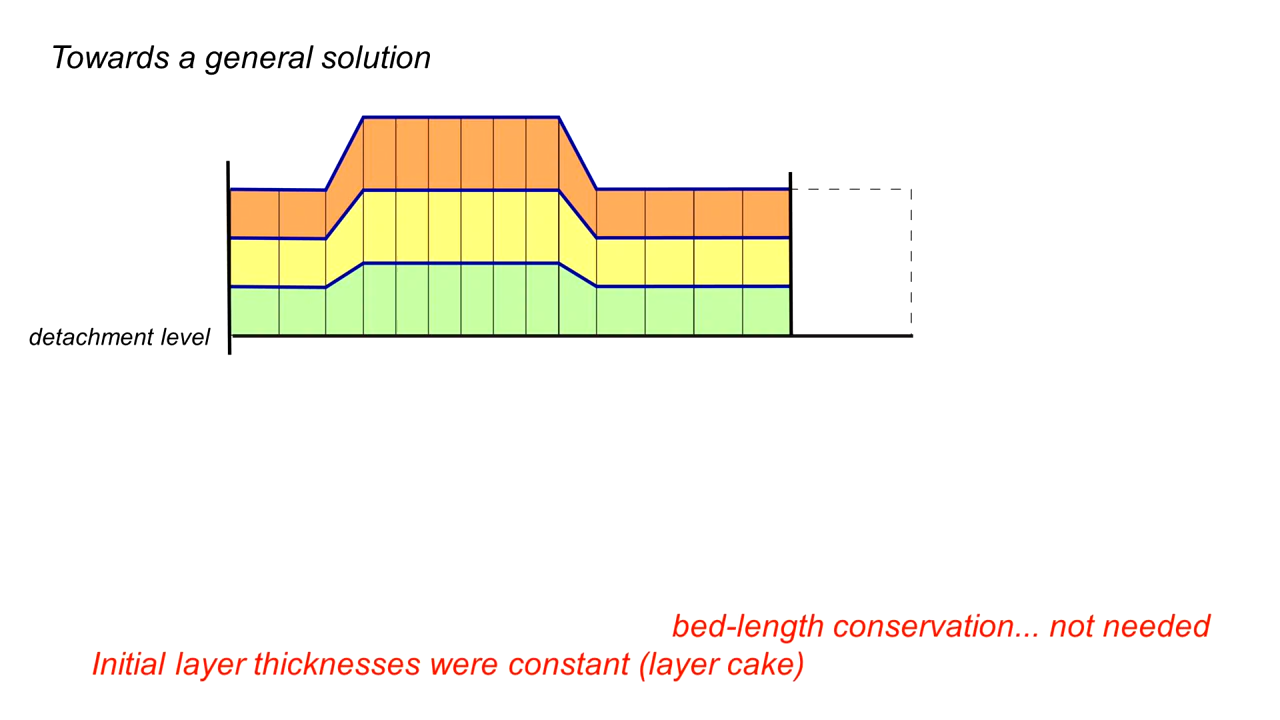 Towards a general solution
detachment level
bed-length conservation... not needed
Initial layer thicknesses were constant (layer cake)